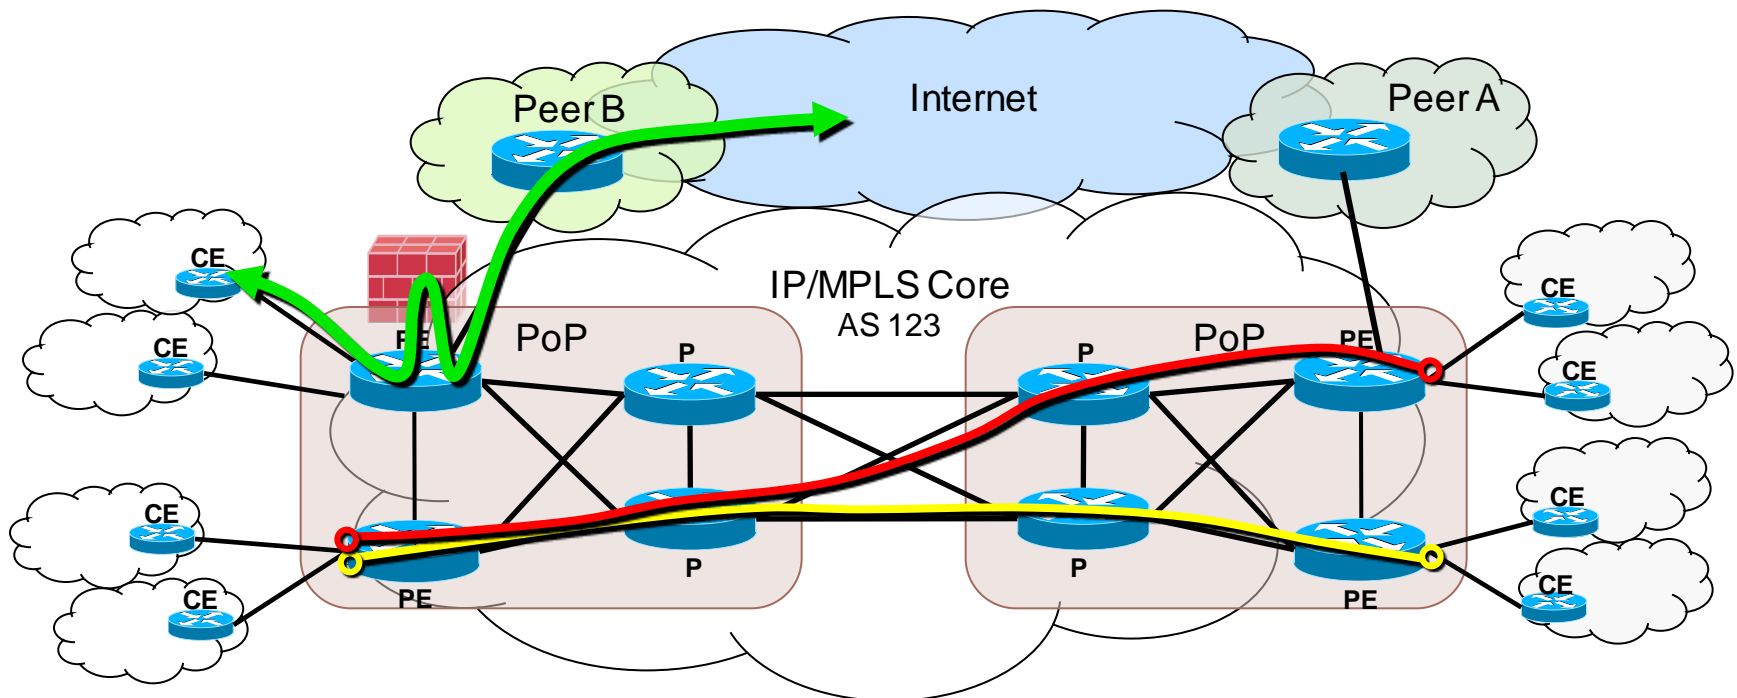 Internet
Peer B
Peer A
CE
IP/MPLS Core
AS 123
CE
PE
PoP
P
P
PoP
PE
CE
CE
CE
CE
CE
CE
P
P
PE
PE
CE